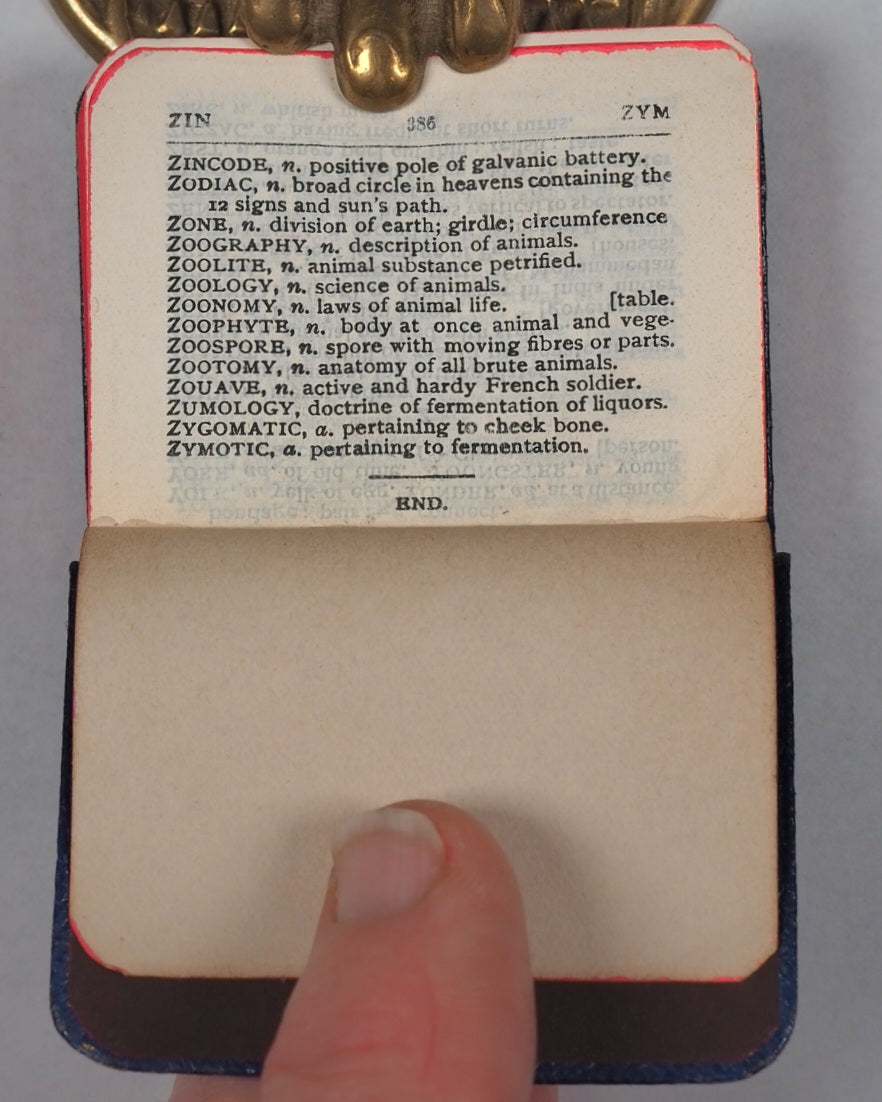 ZIN 386 ZYM
ZINCODE, n. positive pole of galvanic battery.
ZODIAC, n. broad circle in heavens containing the
12 signs and sun's path.
ZONE, n. division of earth; girdle; circumference
ZOOGRAPHY, n. description of animals.
ZOOLITE, n. animal substance petrified.
ZOOLOGY, n. science of animals.
ZOONOMY, n. laws of animal life. [table.
ZOOPHYTE, n. body at once animal and vege-
ZOOSPORE, n. spore with moving fibres or parts.
ZOOTOMY, n. anatomy of all brute animals.
ZOUAVE, n. active and hardy French soldier.
ZUMOLOGY, doctrine of fermentation of liquors.
ZYGOMATIC, a. pertaining to cheek bone.
ZYMOTIC, a. pertaining to fermentation.
END.